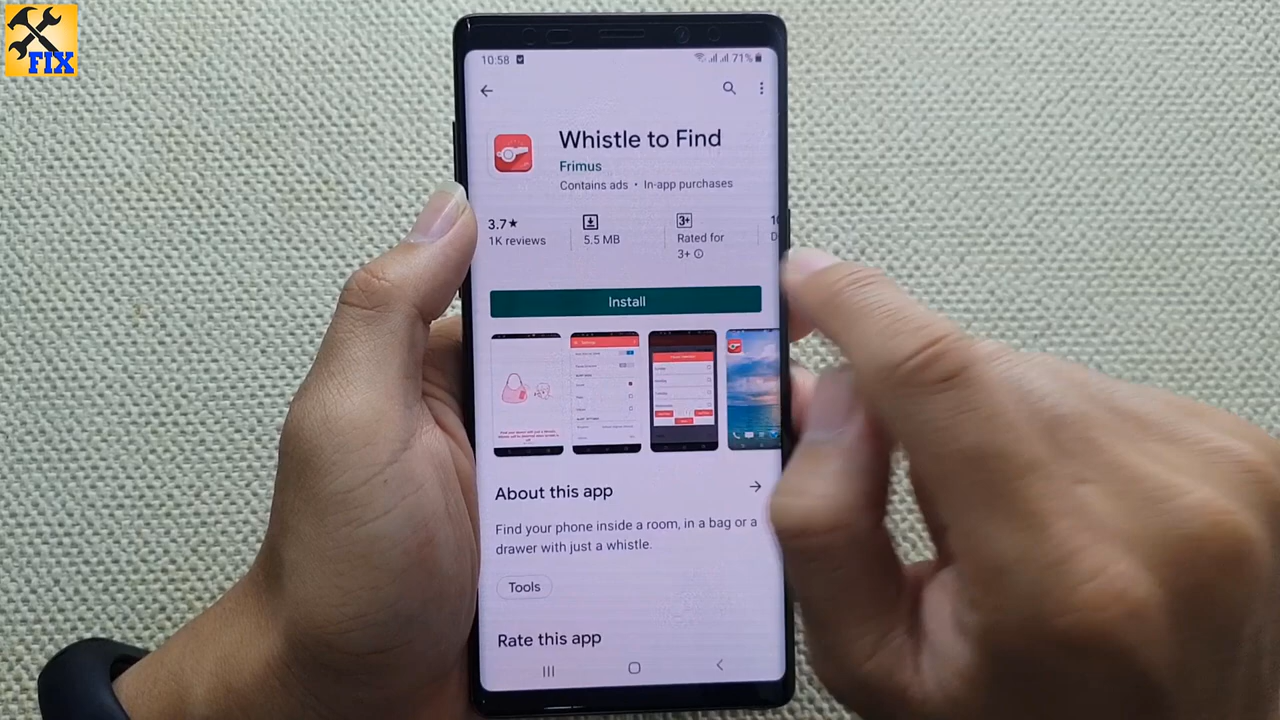 FIX
10:58
71%
Whistle to Find
Frimus
Contains ads • In-app purchases
3.7★
1K reviews
5.5 MB
3+
Rated for
3+
Install
Settings
About this app
Find your phone inside a room, in a bag or a
drawer with just a whistle.
Tools
Rate this app